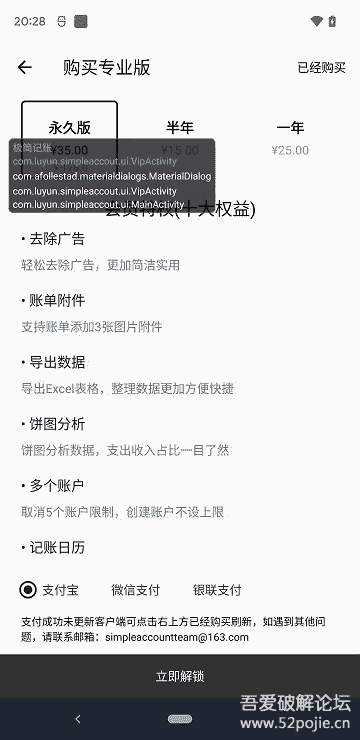 20:28
购买专业版
已经购买
永久版
半年
一年
¥35.00
¥15.00
¥25.00
极简记账
com.luyun.simpleaccout.ui.VipActivity
com.afollestad.materialdialogs.MaterialDialog
com.luyun.simpleaccout.ui.VipActivity
com.luyun.simpleaccout.ui.MainActivity
会员特权(十大权益)
• 去除广告
轻松去除广告，更加简洁实用
• 账单附件
支持账单添加3张图片附件
• 导出数据
导出Excel表格，整理数据更加方便快捷
• 饼图分析
饼图分析数据，支出收入占比一目了然
• 多个账户
取消5个账户限制，创建账户不设上限
• 记账日历
支付宝
微信支付
银联支付
支付成功未更新客户端可点击右上方已经购买刷新，如遇到其他问
题，请联系邮箱：simpleaccountteam@163.com
立即解锁
吾爱破解论坛
www.52pojie.cn